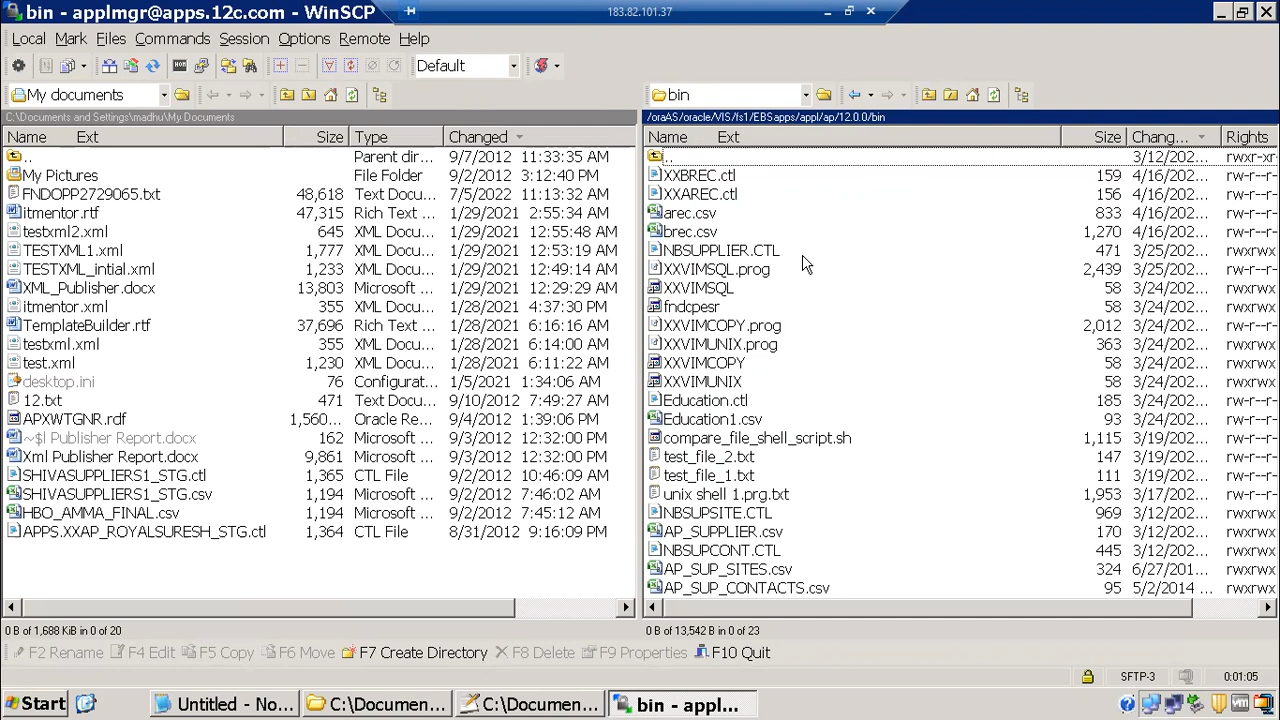 bin - applmgr@apps.12c.com - WinSCP
183.82.101.37
Local Mark Files Commands Session Options Remote Help
Default
My documents
bin
C:\Documents and Settings\madhu\My Documents
/oraAS/oracle/VIS/fs1/EBSapps/appl/ap/12.0.0/bin
Name Ext Size Type Changed
.. Parent dir... 9/7/2012 11:33:35 AM
My Pictures File Folder 9/2/2012 3:12:40 PM
FNDOPP2729065.txt 48,618 Text Docu... 7/5/2022 11:13:32 AM
itmentor.rtf 47,315 Rich Text ... 1/29/2021 2:55:34 AM
testxml2.xml 645 XML Docu... 1/29/2021 12:55:48 AM
TESTXML1.xml 1,777 XML Docu... 1/29/2021 12:53:19 AM
TESTXML_intial.xml 1,233 XML Docu... 1/29/2021 12:49:14 AM
XML_Publisher.docx 13,803 Microsoft ... 1/29/2021 12:29:29 AM
itmentor.xml 355 XML Docu... 1/28/2021 4:37:30 PM
TemplateBuilder.rtf 37,696 Rich Text ... 1/28/2021 6:16:16 AM
testxml.xml 355 XML Docu... 1/28/2021 6:14:00 AM
test.xml 1,230 XML Docu... 1/28/2021 6:11:22 AM
desktop.ini 76 Configurat... 1/5/2021 1:34:06 AM
12.txt 471 Text Docu... 9/10/2012 7:49:27 AM
APXWTGNR.rdf 1,560... Oracle Re... 9/4/2012 1:39:06 PM
~$l Publisher Report.docx 162 Microsoft ... 9/3/2012 12:32:00 PM
Xml Publisher Report.docx 9,861 Microsoft ... 9/3/2012 12:32:00 PM
SHIVASUPPLIERS1_STG.ctl 1,365 CTL File 9/2/2012 10:46:09 AM
SHIVASUPPLIERS1_STG.csv 1,194 Microsoft ... 9/2/2012 7:46:02 AM
HBO_AMMA_FINAL.csv 1,194 Microsoft ... 9/2/2012 7:45:12 AM
APPS.XXAP_ROYALSURESH_STG.ctl 1,364 CTL File 8/31/2012 9:16:09 PM
Name Ext Size Chang... Rights
.. 3/12/202... rwxr-xr
XXBREC.ctl 159 4/16/202... rw-r--r-
XXAREC.ctl 156 4/16/202... rw-r--r-
arec.csv 833 4/16/202... rw-r--r-
brec.csv 1,270 4/16/202... rw-r--r-
NBSUPPLIER.CTL 471 3/25/202... rwxrwx
XXVIMSQL.prog 2,439 3/25/202... rw-r--r-
XXVIMSQL 58 3/24/202... rw-r--r-
fndcpesr 58 3/24/202... rw-r--r-
XXVIMCOPY.prog 2,012 3/24/202... rw-r--r-
XXVIMUNIX.prog 363 3/24/202... rw-r--r-
XXVIMCOPY 58 3/24/202... rw-r--r-
XXVIMUNIX 58 3/24/202... rw-r--r-
Education.ctl 185 3/24/202... rw-r--r-
Education1.csv 93 3/24/202... rw-r--r-
compare_file_shell_script.sh 1,115 3/19/202... rw-r--r-
test_file_2.txt 147 3/19/202... rw-r--r-
test_file_1.txt 111 3/19/202... rw-r--r-
unix shell 1.prg.txt 1,953 3/17/202... rw-r--r-
NBSUPSITE.CTL 969 3/12/202... rwxrwx
AP_SUPPLIER.csv 170 3/12/202... rwxrwx
NBSUPCONT.CTL 445 3/12/202... rwxrwx
AP_SUP_SITES.csv 324 6/27/201... rwxrwx
AP_SUP_CONTACTS.csv 95 5/2/2014 ... rwxrwx
0 B of 1,688 KiB in 0 of 20
0 B of 13,542 B in 0 of 23
F2 Rename F4 Edit F5 Copy F6 Move F7 Create Directory F8 Delete F9 Properties F10 Quit
SFTP-3 0:01:05
Start Untitled - No... C:\Documen... C:\Docume... bin - appl...